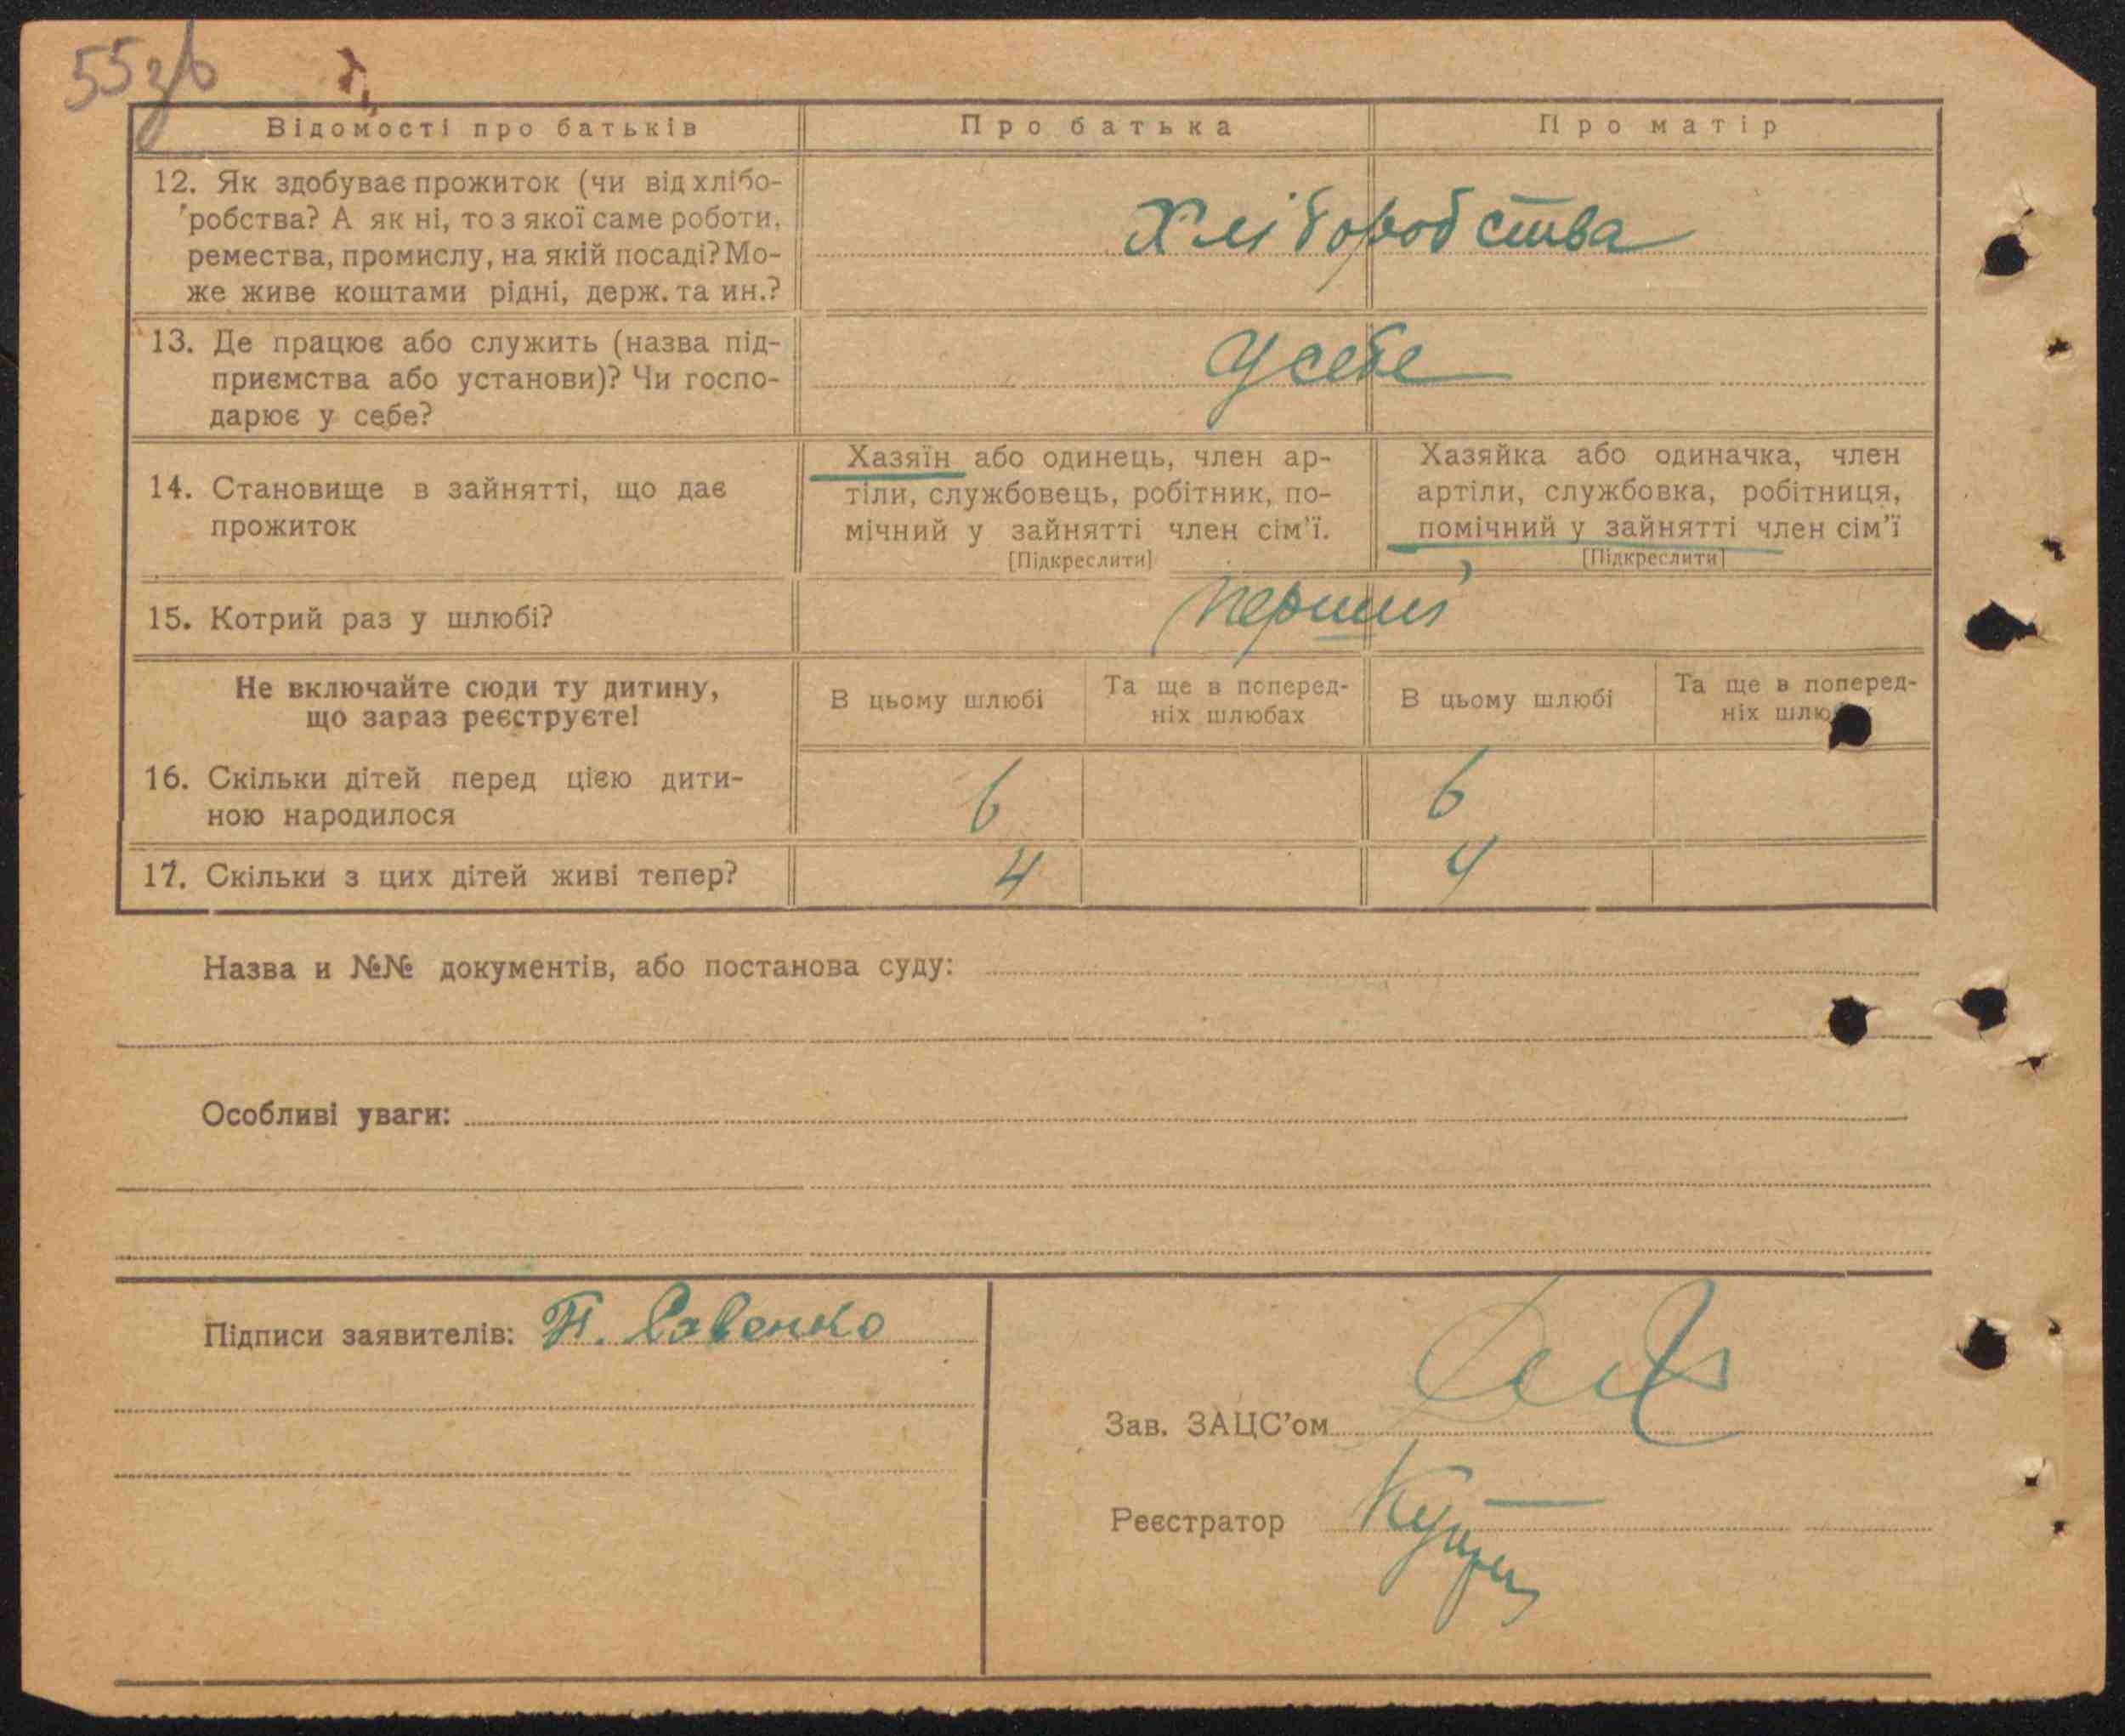 55зв
Відомості про батьків Про батька Про матір
12. Як здобуває прожиток (чи від хлібо-
робства? А як ні, то з якої саме роботи,
ремества, промислу, на якій посаді? Мо-
же живе коштами рідні, держ. та ин.?
Хліборобства
13. Де працює або служить (назва під-
приємства або установи)? Чи госпо-
дарює у себе?
У себе
14. Становище в зайнятті, що дає
прожиток
Хазяїн або одинець, член ар-
тіли, службовець, робітник, по-
мічний у зайнятті член сім'ї.
[Підкреслити]
Хазяйка або одиначка, член
артіли, службовка, робітниця,
помічний у зайнятті член сім'ї
[Підкреслити]
15. Котрий раз у шлюбі?
Перший
Не включайте сюди ту дитину,
що зараз реєструєте!
В цьому шлюбі
Та ще в поперед-
ніх шлюбах
В цьому шлюбі
Та ще в поперед-
ніх шлюбах
16. Скільки дітей перед цією дити-
ною народилося
6 6
17. Скільки з цих дітей живі тепер? 4 4
Назва и №№ документів, або постанова суду:
Особливі уваги:
Підписи заявителів: П. Савенко
Зав. ЗАЦС'ом
Реєстратор